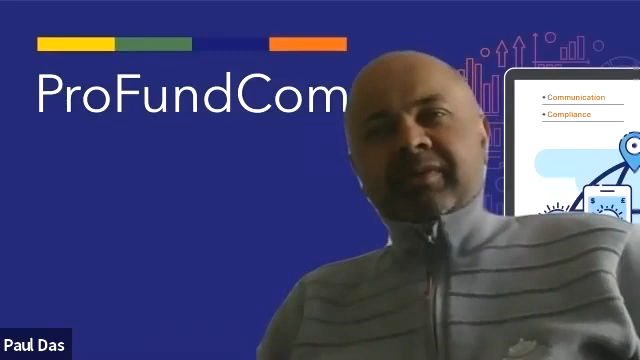 ProFundCom
+ Communication
+ Compliance
$ £
Paul Das